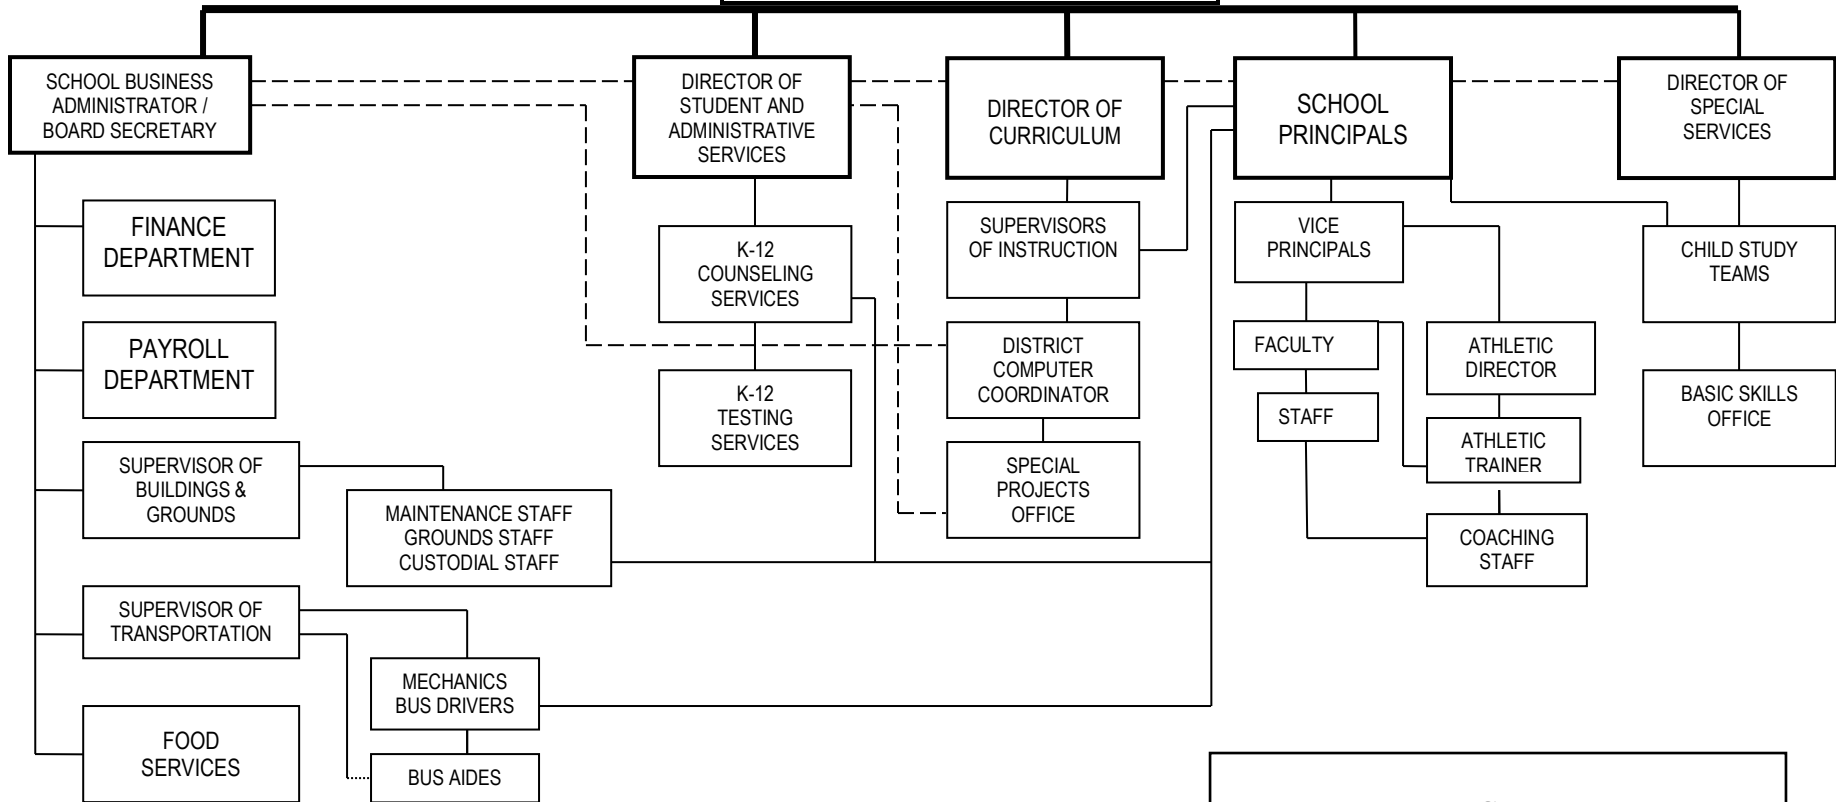 SCHOOL BUSINESS
ADMINISTRATOR /
BOARD SECRETARY
DIRECTOR OF
STUDENT AND
ADMINISTRATIVE
SERVICES
DIRECTOR OF
CURRICULUM
SCHOOL
PRINCIPALS
DIRECTOR OF
SPECIAL
SERVICES
FINANCE
DEPARTMENT
PAYROLL
DEPARTMENT
SUPERVISOR OF
BUILDINGS &
GROUNDS
MAINTENANCE STAFF
GROUNDS STAFF
CUSTODIAL STAFF
SUPERVISOR OF
TRANSPORTATION
MECHANICS
BUS DRIVERS
BUS AIDES
FOOD
SERVICES
K-12
COUNSELING
SERVICES
K-12
TESTING
SERVICES
SUPERVISORS
OF INSTRUCTION
DISTRICT
COMPUTER
COORDINATOR
SPECIAL
PROJECTS
OFFICE
VICE
PRINCIPALS
FACULTY
STAFF
ATHLETIC
DIRECTOR
ATHLETIC
TRAINER
COACHING
STAFF
CHILD STUDY
TEAMS
BASIC SKILLS
OFFICE